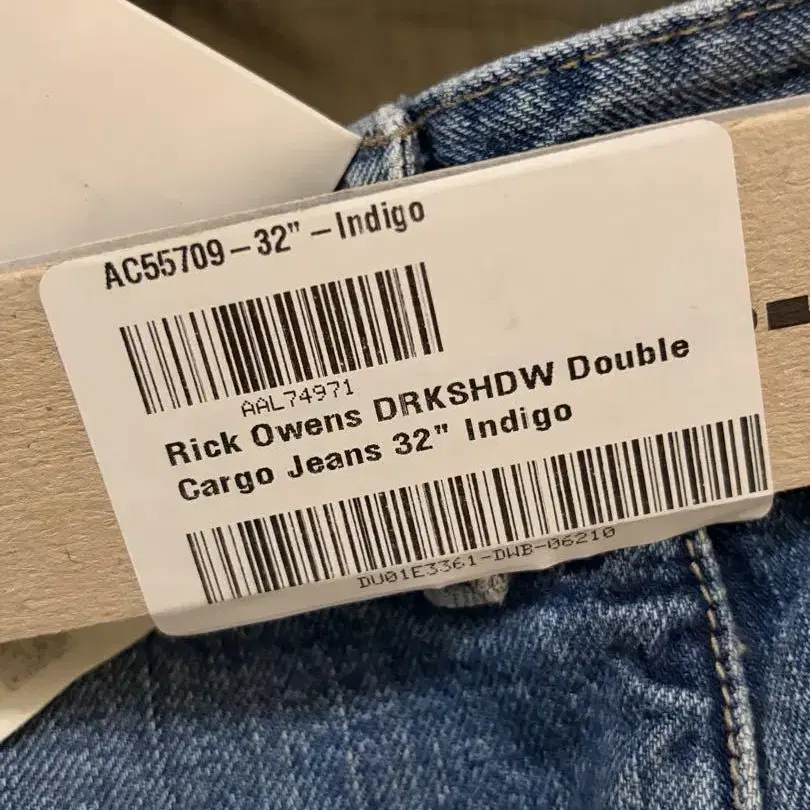 AC55709-32"-Indigo
AAL74971
Rick Owens DRKSHDW Double
Cargo Jeans 32" Indigo
DU01E3361-DWB-06210